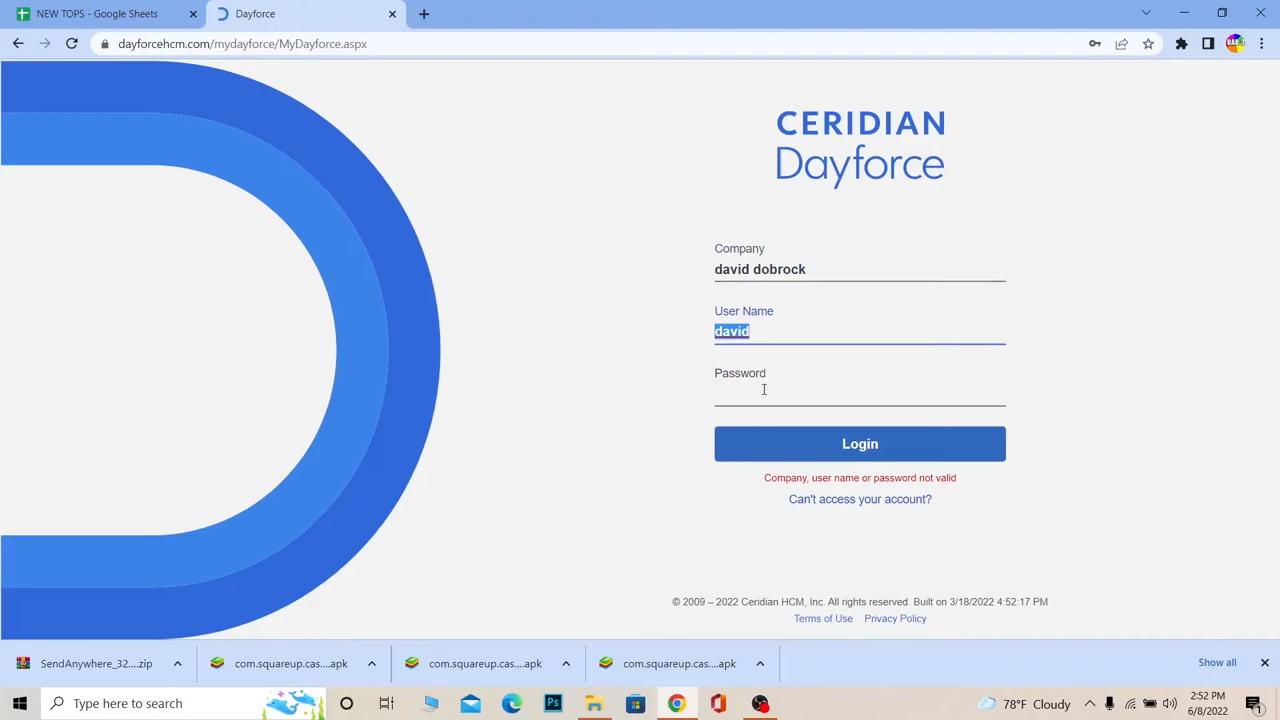 NEW TOPS - Google Sheets
Dayforce
dayforcehcm.com/mydayforce/MyDayforce.aspx
CERIDIAN
Dayforce
Company
david dobrock
User Name
david
Password
Login
Company, user name or password not valid
Can't access your account?
© 2009 – 2022 Ceridian HCM, Inc. All rights reserved. Built on 3/18/2022 4:52:17 PM
Terms of Use Privacy Policy
SendAnywhere_32....zip
com.squareup.cas....apk
com.squareup.cas....apk
com.squareup.cas....apk
Show all
Type here to search
Ps
78°F Cloudy
2:52 PM
6/8/2022
1